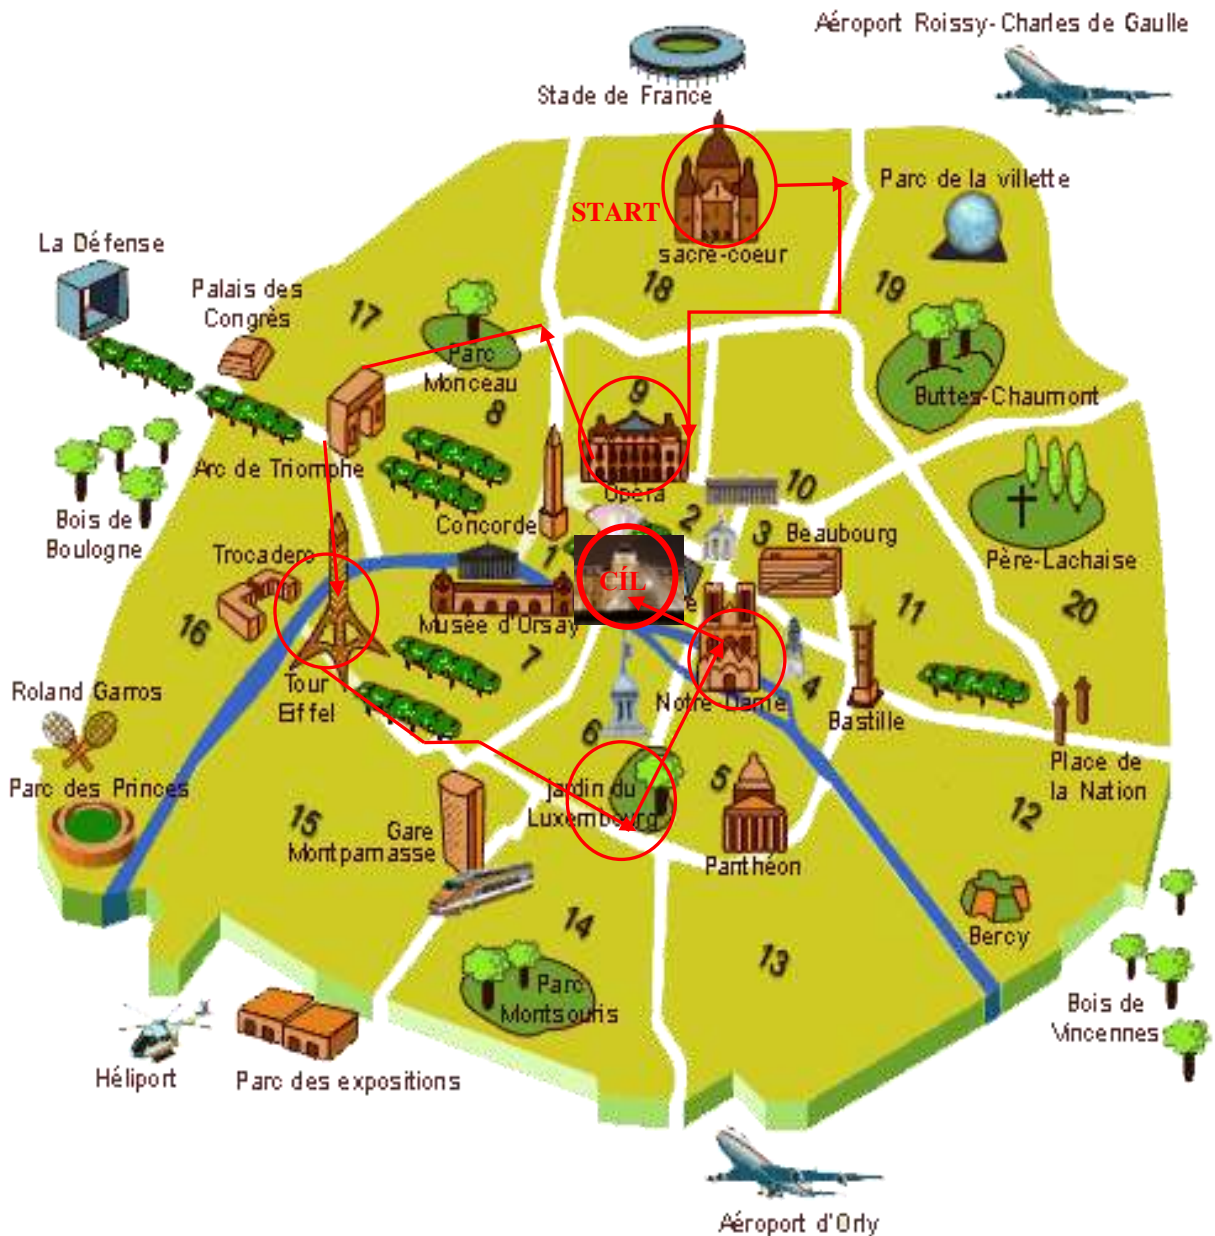 Aéroport Roissy-Charles de Gaulle
Stade de France
START
sacré-coeur
18
Parc de la villette
19
La Défense
Palais des
Congrès
17
Parc
Monceau
8
9
Buttes-Chaumont
Arc de Triomphe
Opéra
10
Bois de
Boulogne
Concorde
2
3
Beaubourg
Père-Lachaise
Trocadero
1
CÍL
e
20
16
Musée d'Orsay
7
11
Roland Garros
Tour
Eiffel
Notre Dame
4
Bastille
6
Place de
la Nation
Parc des Princes
15
jardin du
Luxembourg
5
12
Gare
Montparnasse
Panthéon
14
13
Bercy
Parc
Montsouris
Bois de
Vincennes
Héliport
Parc des expositions
Aéroport d'Orly